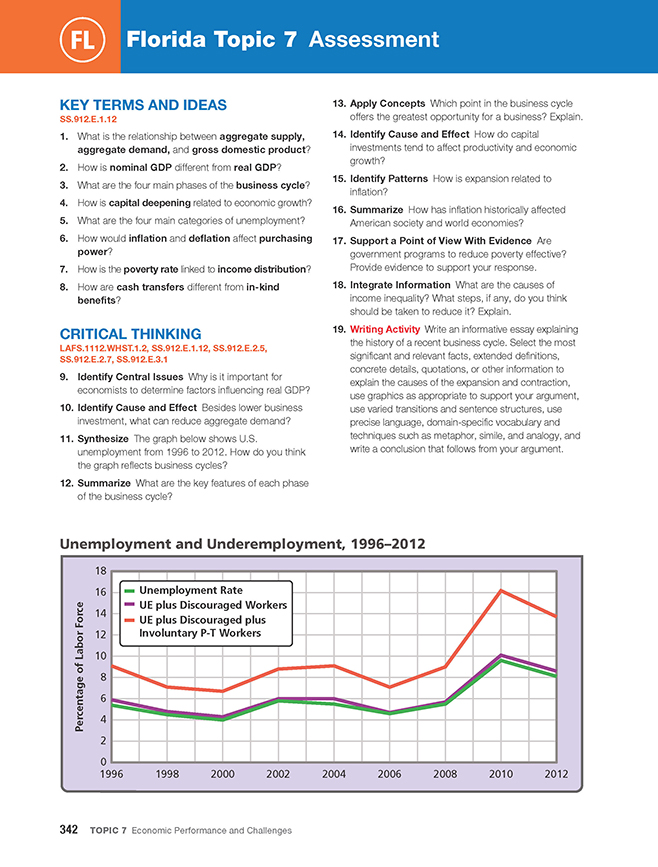 FL
Florida Topic 7 Assessment
KEY TERMS AND IDEAS
SS.912.E.1.12
1. What is the relationship between aggregate supply,
aggregate demand, and gross domestic product?
2. How is nominal GDP different from real GDP?
3. What are the four main phases of the business cycle?
4. How is capital deepening related to economic growth?
5. What are the four main categories of unemployment?
6. How would inflation and deflation affect purchasing
power?
7. How is the poverty rate linked to income distribution?
8. How are cash transfers different from in-kind
benefits?
CRITICAL THINKING
LAFS.1112.WHST.1.2, SS.912.E.1.12, SS.912.E.2.5,
SS.912.E.2.7, SS.912.E.3.1
9. Identify Central Issues Why is it important for
economists to determine factors influencing real GDP?
10. Identify Cause and Effect Besides lower business
investment, what can reduce aggregate demand?
11. Synthesize The graph below shows U.S.
unemployment from 1996 to 2012. How do you think
the graph reflects business cycles?
12. Summarize What are the key features of each phase
of the business cycle?
13. Apply Concepts Which point in the business cycle
offers the greatest opportunity for a business? Explain.
14. Identify Cause and Effect How do capital
investments tend to affect productivity and economic
growth?
15. Identify Patterns How is expansion related to
inflation?
16. Summarize How has inflation historically affected
American society and world economies?
17. Support a Point of View With Evidence Are
government programs to reduce poverty effective?
Provide evidence to support your response.
18. Integrate Information What are the causes of
income inequality? What steps, if any, do you think
should be taken to reduce it? Explain.
19. Writing Activity Write an informative essay explaining
the history of a recent business cycle. Select the most
significant and relevant facts, extended definitions,
concrete details, quotations, or other information to
explain the causes of the expansion and contraction,
use graphics as appropriate to support your argument,
use varied transitions and sentence structures, use
precise language, domain-specific vocabulary and
techniques such as metaphor, simile, and analogy, and
write a conclusion that follows from your argument.
Unemployment and Underemployment, 1996–2012
Percentage of Labor Force
18
16
14
12
10
8
6
4
2
0
Unemployment Rate
UE plus Discouraged Workers
UE plus Discouraged plus
Involuntary P-T Workers
1996 1998 2000 2002 2004 2006 2008 2010 2012
342 TOPIC 7 Economic Performance and Challenges